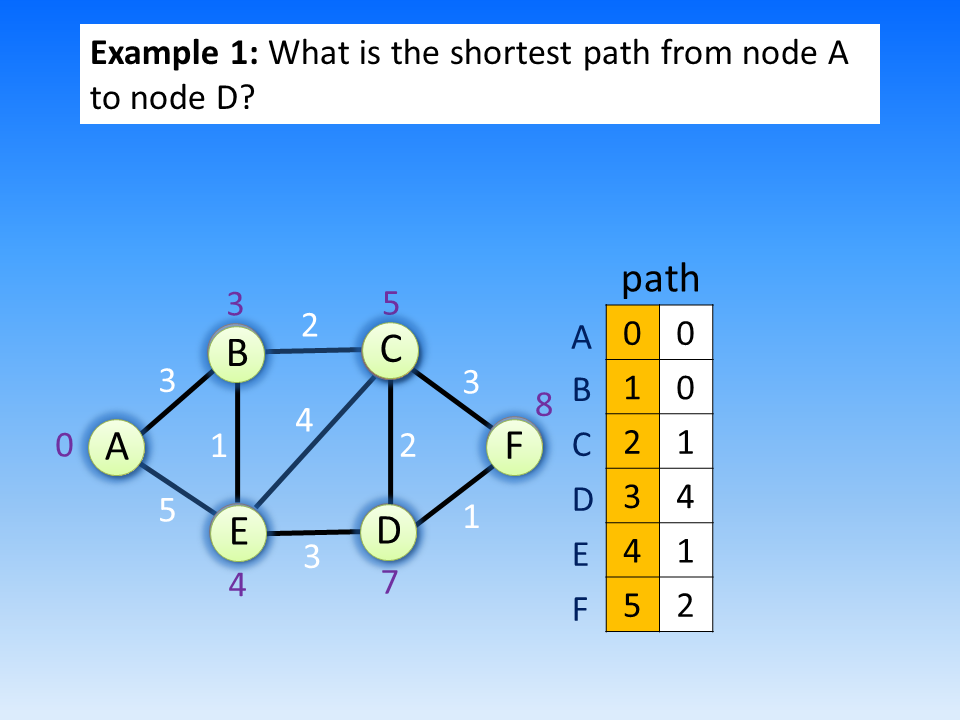 Example 1: What is the shortest path from node A
to node D?
path
3 5
2
B C
3 3
8
4
0 A 1 2 F
5 1
E D
3
4 7
A 0 0
B 1 0
C 2 1
D 3 4
E 4 1
F 5 2